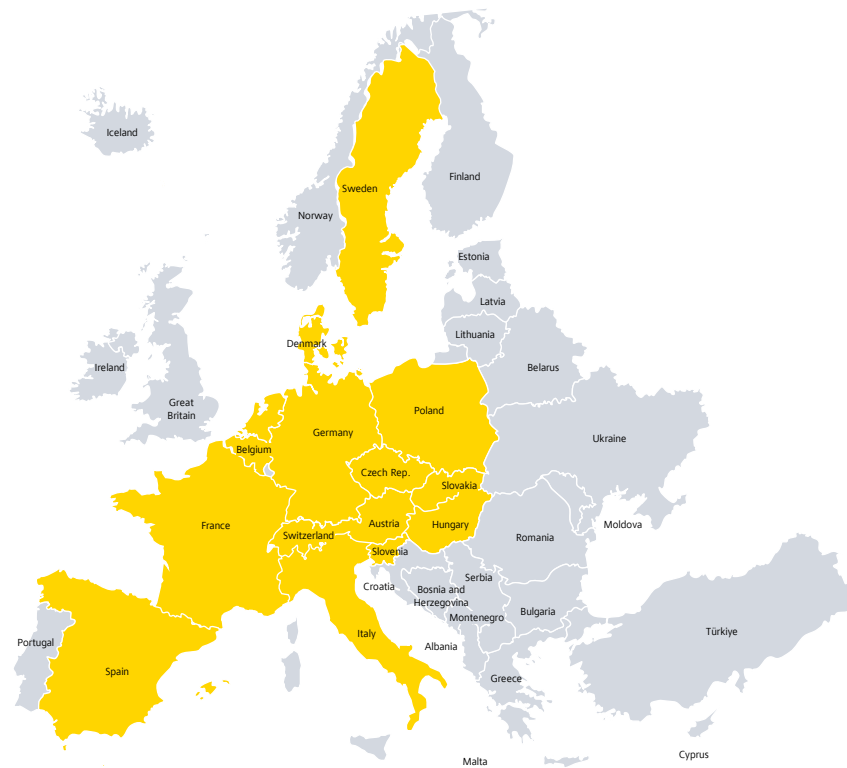 Iceland
Sweden
Finland
Norway
Estonia
Latvia
Lithuania
Denmark
Ireland
Belarus
Great
Britain
Poland
Germany
Ukraine
Belgium
Czech Rep.
Slovakia
France
Austria
Hungary
Moldova
Switzerland
Romania
Slovenia
Serbia
Croatia
Bosnia and
Herzegovina
Bulgaria
Montenegro
Türkiye
Italy
Portugal
Albania
Spain
Greece
Cyprus
Malta